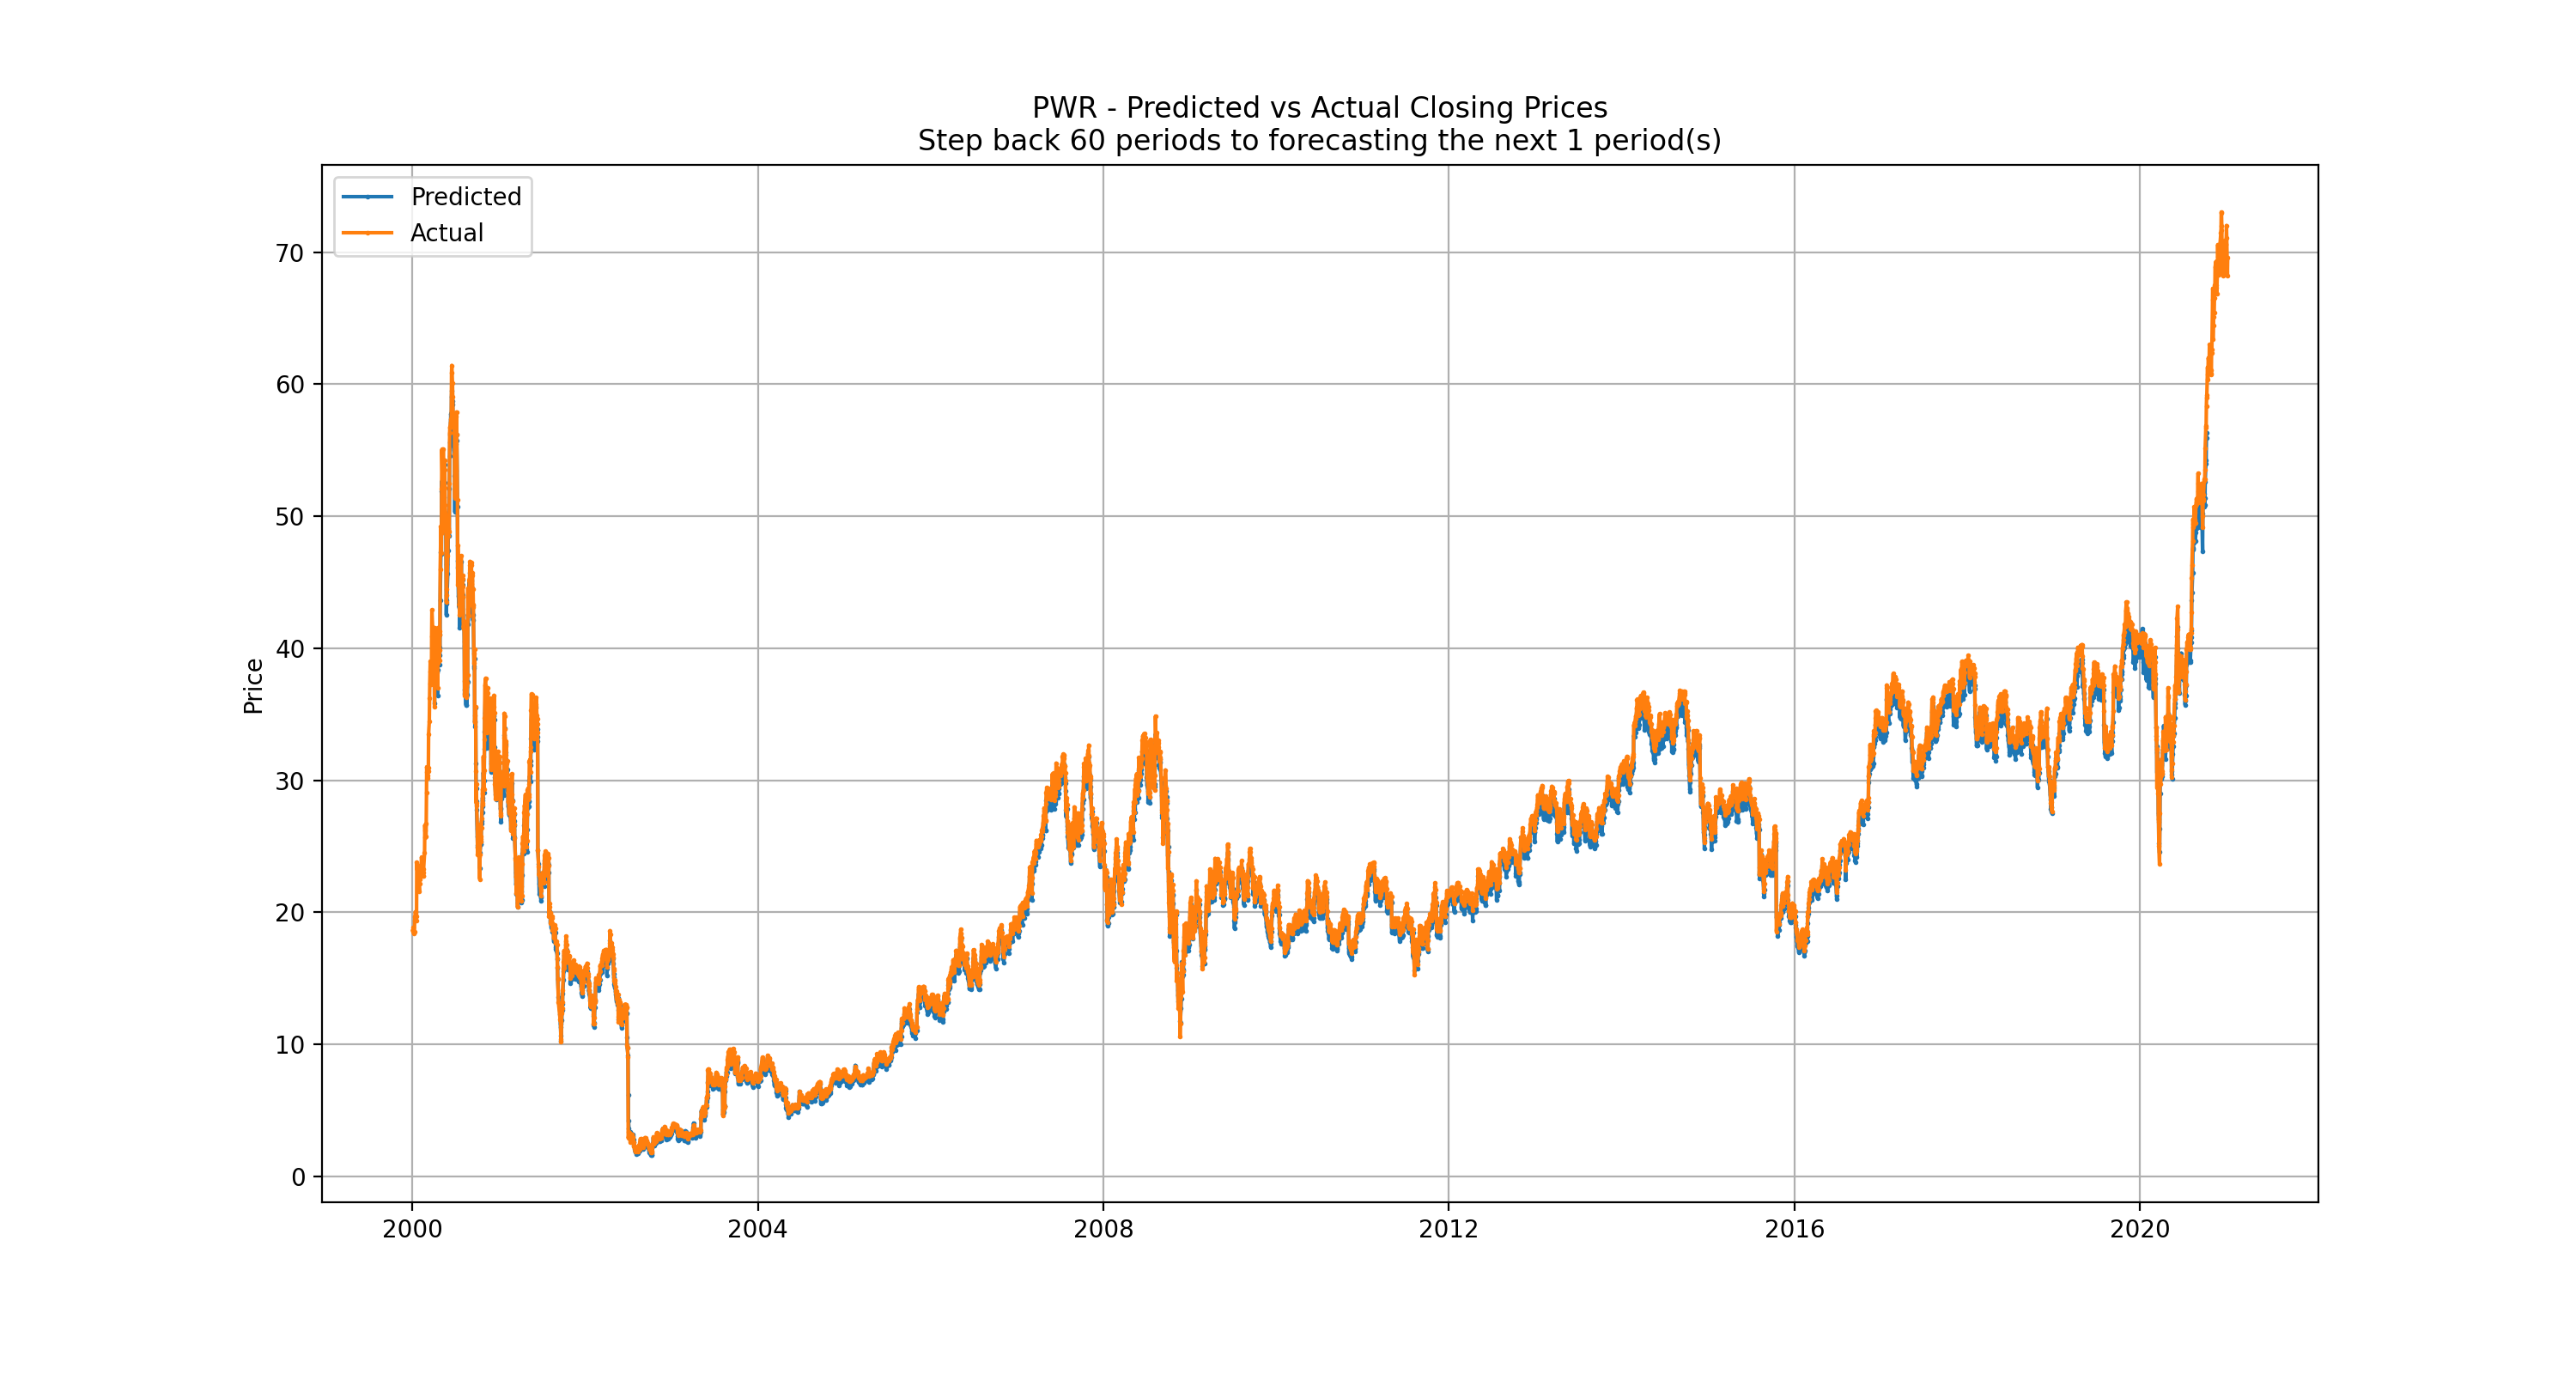 PWR - Predicted vs Actual Closing Prices
Step back 60 periods to forecasting the next 1 period(s)
Predicted
Actual
Price
70
60
50
40
30
20
10
0
2000 2004 2008 2012 2016 2020